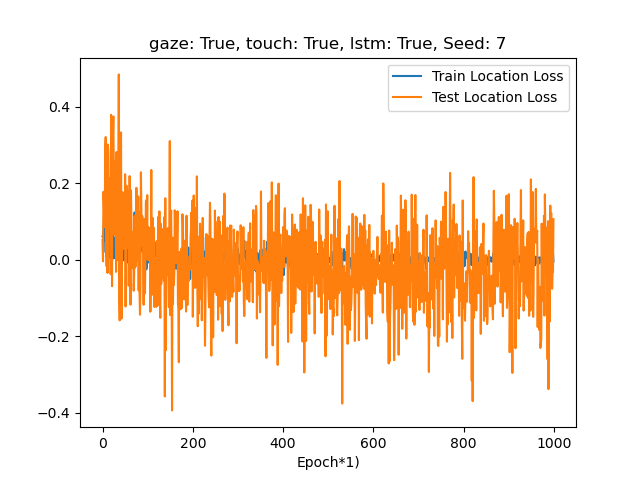 gaze: True, touch: True, lstm: True, Seed: 7
Train Location Loss
Test Location Loss
0.4
0.2
0.0
−0.2
−0.4
0 200 400 600 800 1000
Epoch*1)